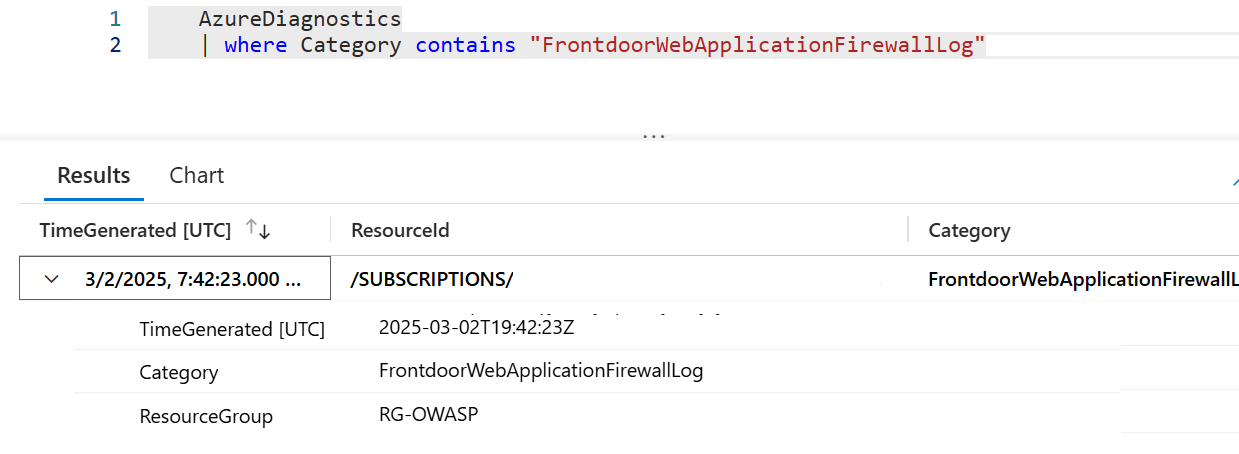 1 AzureDiagnostics
2 | where Category contains "FrontdoorWebApplicationFirewallLog"
...
Results Chart
TimeGenerated [UTC] ↑↓ ResourceId Category
3/2/2025, 7:42:23.000 ... /SUBSCRIPTIONS/ FrontdoorWebApplicationFirewallL
TimeGenerated [UTC] 2025-03-02T19:42:23Z
Category FrontdoorWebApplicationFirewallLog
ResourceGroup RG-OWASP